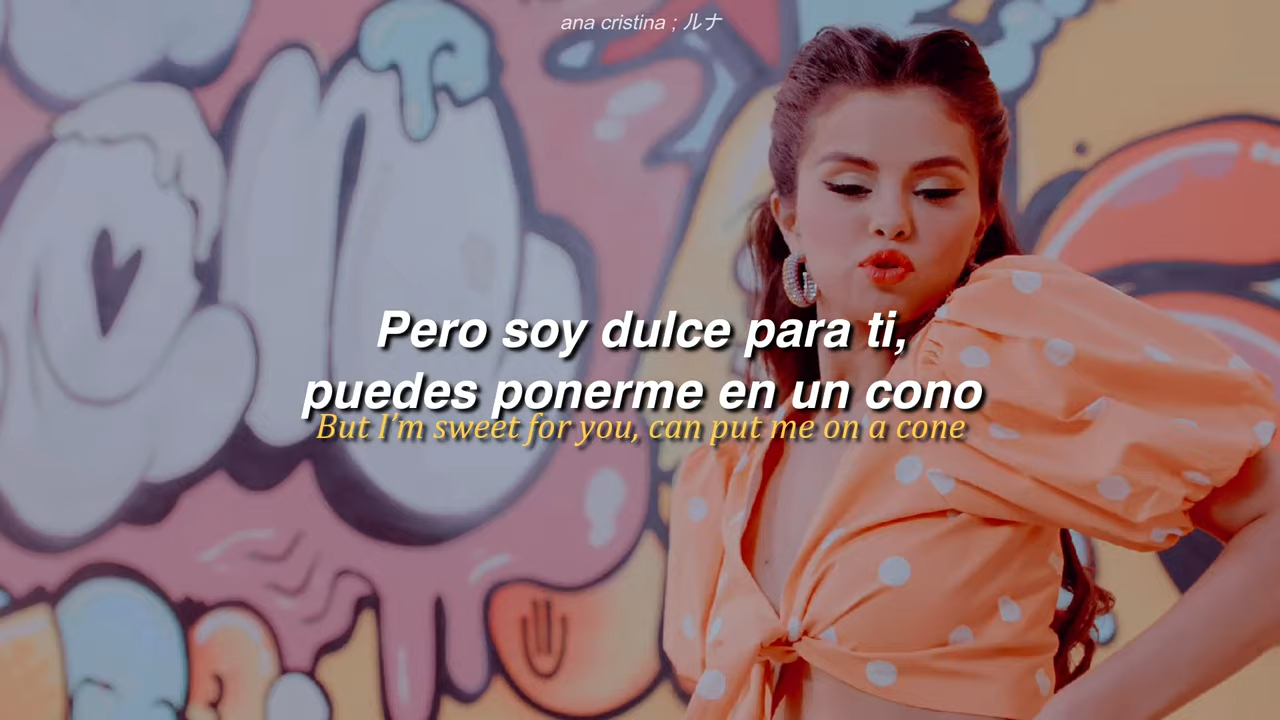 ana cristina ; ルナ
Pero soy dulce para ti,
puedes ponerme en un cono
But I'm sweet for you, can put me on a cone